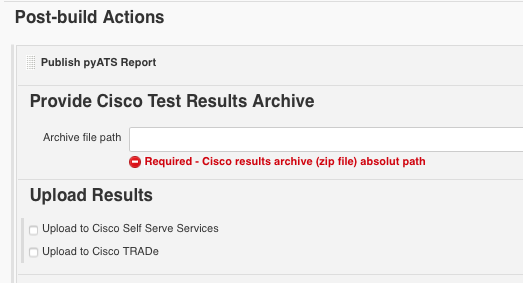 Post-build Actions
Publish pyATS Report
Provide Cisco Test Results Archive
Archive file path
Required - Cisco results archive (zip file) absolut path
Upload Results
Upload to Cisco Self Serve Services
Upload to Cisco TRADe